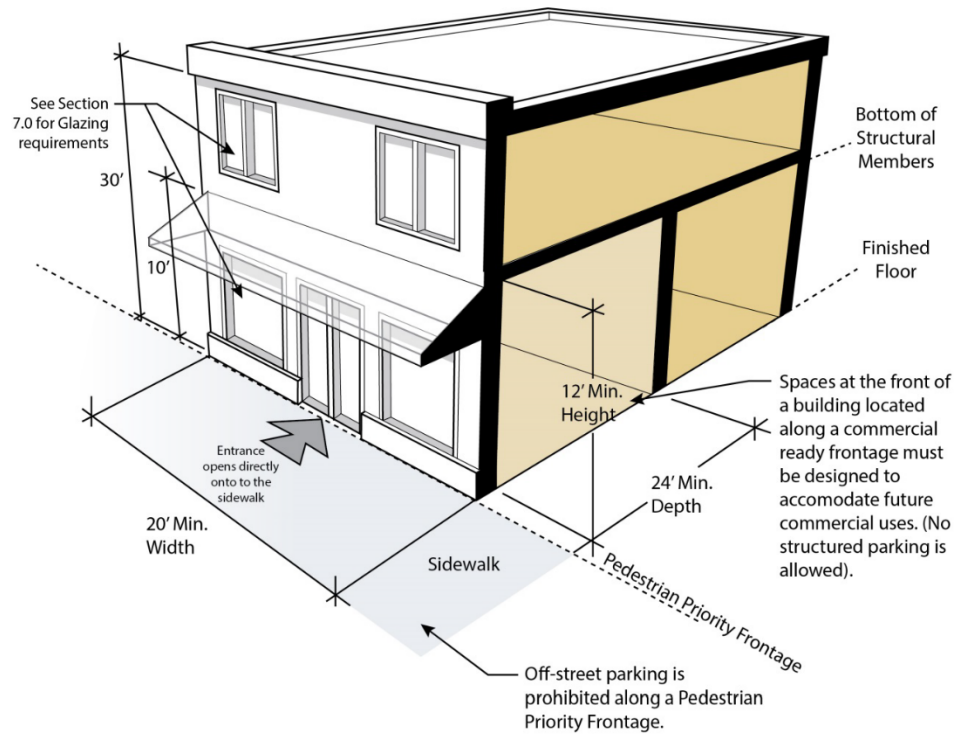 See Section
7.0 for Glazing
requirements
30’
10’
Bottom of
Structural
Members
Finished
Floor
12’ Min.
Height
Spaces at the front of
a building located
along a commercial
ready frontage must
be designed to
accomodate future
commercial uses. (No
structured parking is
allowed).
24’ Min.
Depth
Entrance
opens directly
onto to the
sidewalk
20’ Min.
Width
Sidewalk
Pedestrian Priority Frontage
Off-street parking is
prohibited along a Pedestrian
Priority Frontage.